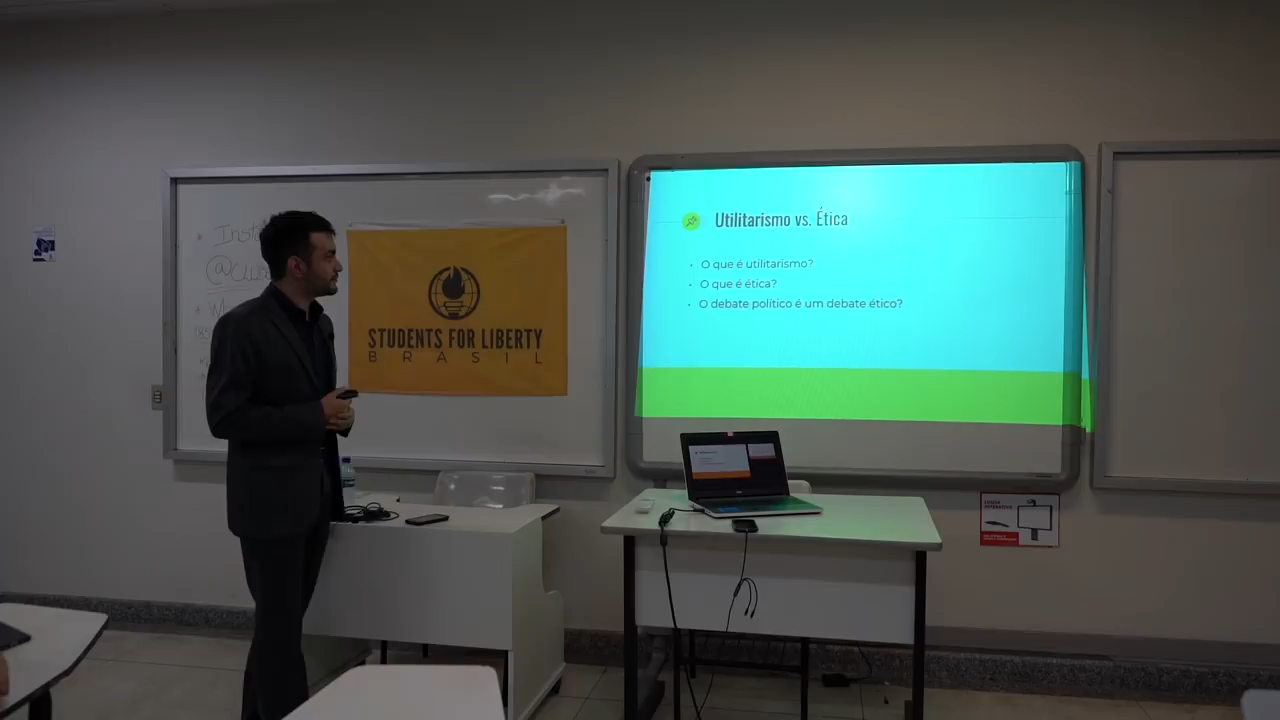 Utilitarismo vs. Ética
• O que é utilitarismo?
• O que é ética?
• O debate político é um debate ético?
STUDENTS FOR LIBERTY
BRASIL